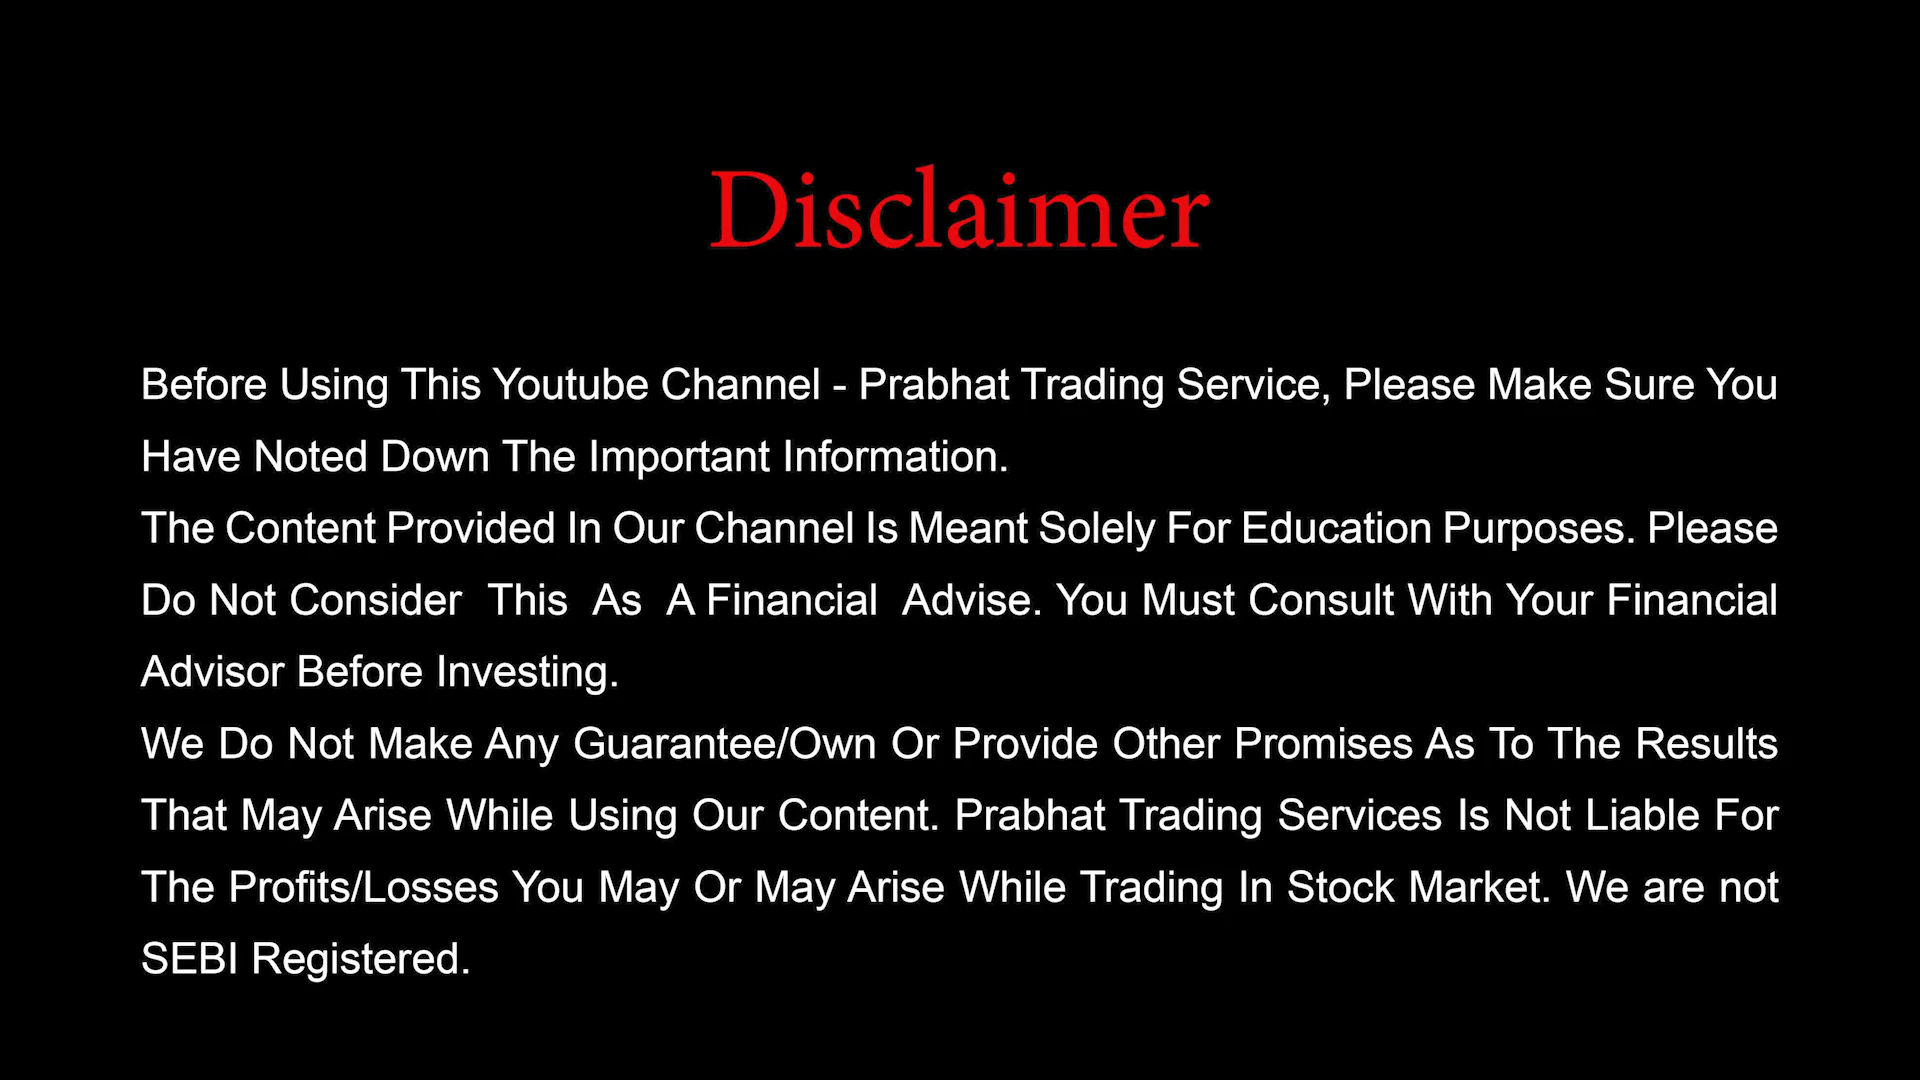 Disclaimer
Before Using This Youtube Channel - Prabhat Trading Service, Please Make Sure You
Have Noted Down The Important Information.
The Content Provided In Our Channel Is Meant Solely For Education Purposes. Please
Do Not Consider This As A Financial Advise. You Must Consult With Your Financial
Advisor Before Investing.
We Do Not Make Any Guarantee/Own Or Provide Other Promises As To The Results
That May Arise While Using Our Content. Prabhat Trading Services Is Not Liable For
The Profits/Losses You May Or May Arise While Trading In Stock Market. We are not
SEBI Registered.